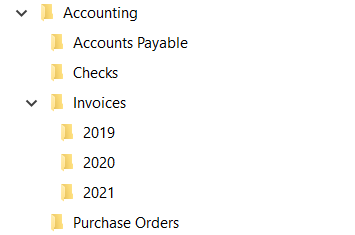 Accounting
Accounts Payable
Checks
Invoices
2019
2020
2021
Purchase Orders